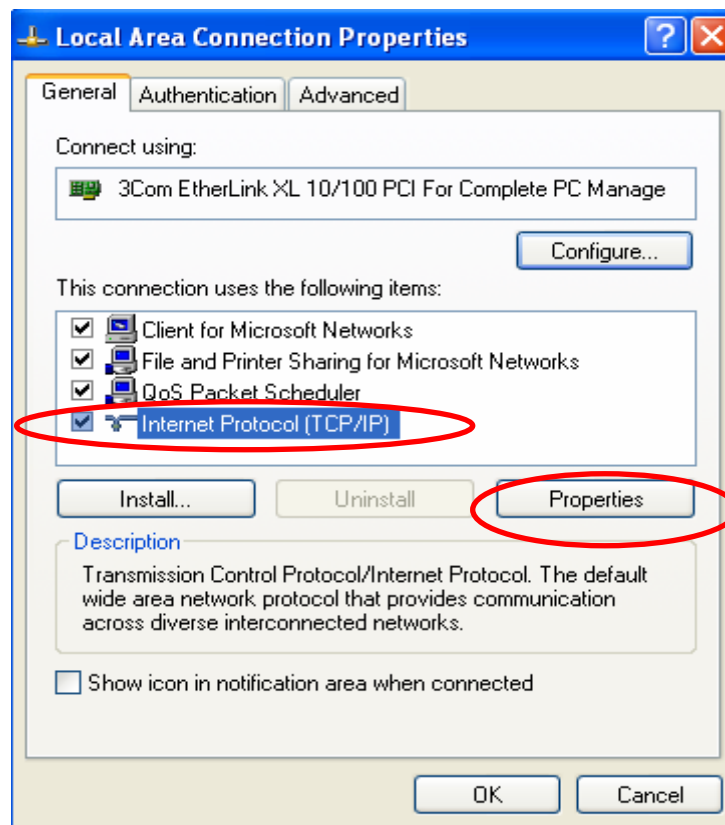 Local Area Connection Properties
General Authentication Advanced
Connect using:
3Com EtherLink XL 10/100 PCI For Complete PC Manage
Configure...
This connection uses the following items:
Client for Microsoft Networks
File and Printer Sharing for Microsoft Networks
QoS Packet Scheduler
Internet Protocol (TCP/IP)
Install... Uninstall Properties
Description
Transmission Control Protocol/Internet Protocol. The default
wide area network protocol that provides communication
across diverse interconnected networks.
Show icon in notification area when connected
OK Cancel